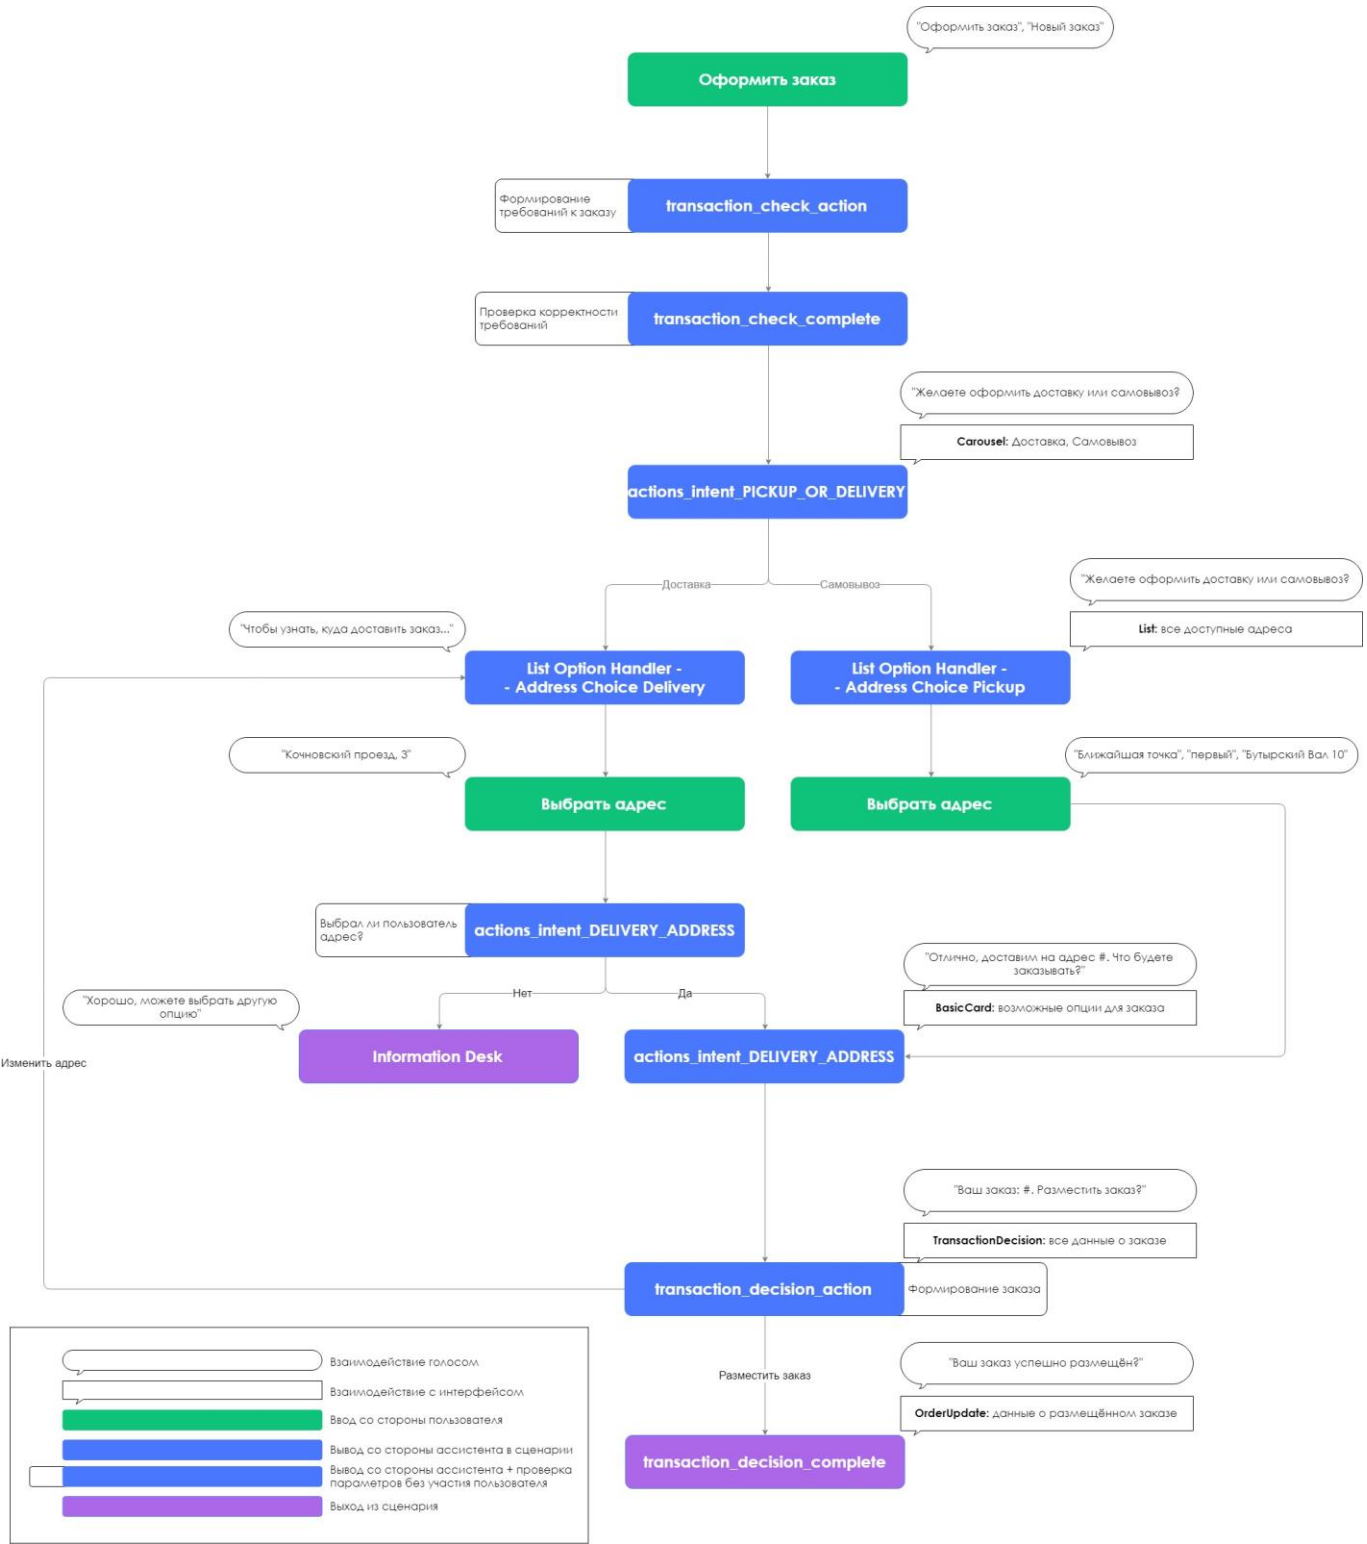 "Оформить заказ", "Новый заказ"
Оформить заказ
Формирование
требований к заказу
transaction_check_action
Проверка корректности
требований
transaction_check_complete
"Желаете оформить доставку или самовывоз?
Carousel: Доставка, Самовывоз
actions_intent_PICKUP_OR_DELIVERY
Доставка
Самовывоз
"Желаете оформить доставку или самовывоз?
List: все доступные адреса
"Чтобы узнать, куда доставить заказ..."
List Option Handler -
- Address Choice Delivery
List Option Handler -
- Address Choice Pickup
"Кочновский проезд, 3"
"Ближайшая точка", "первый", "Бутырский Вал 10"
Выбрать адрес
Выбрать адрес
Выбрал ли пользователь
адрес?
actions_intent_DELIVERY_ADDRESS
"Отлично, доставим на адрес #. Что будете
заказывать?"
BasicCard: возможные опции для заказа
Нет
Да
"Хорошо, можете выбрать другую
опцию"
Information Desk
actions_intent_DELIVERY_ADDRESS
Изменить адрес
"Ваш заказ: #. Разместить заказ?"
TransactionDecision: все данные о заказе
transaction_decision_action
Формирование заказа
Разместить заказ
"Ваш заказ успешно размещён?"
OrderUpdate: данные о размещённом заказе
transaction_decision_complete
Взаимодействие голосом
Взаимодействие с интерфейсом
Ввод со стороны пользователя
Вывод со стороны ассистента в сценарии
Вывод со стороны ассистента + проверка
параметров без участия пользователя
Выход из сценария